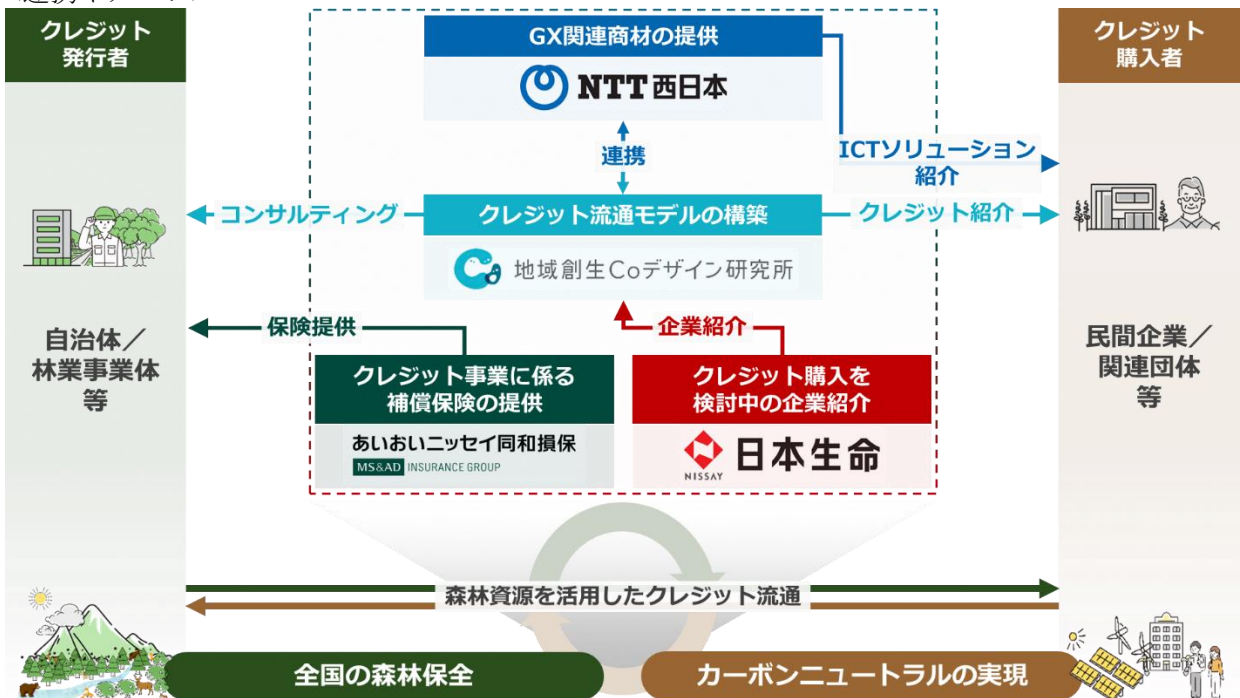 クレジット
発行者
GX関連商材の提供
クレジット
購入者
NTT西日本
連携
ICTソリューション
紹介
コンサルティング
クレジット流通モデルの構築
クレジット紹介
地域創生Coデザイン研究所
保険提供
企業紹介
自治体／
林業事業体
等
民間企業／
関連団体
等
クレジット事業に係る
補償保険の提供
クレジット購入を
検討中の企業紹介
あいおいニッセイ同和損保
MS&AD INSURANCE GROUP
NISSAY
日本生命
森林資源を活用したクレジット流通
全国の森林保全
カーボンニュートラルの実現